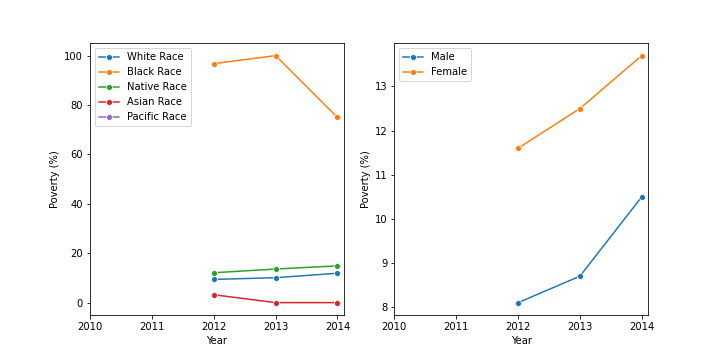 White Race
Black Race
Native Race
Asian Race
Pacific Race
100
80
60
40
20
0
Poverty (%)
2010 2011 2012 2013 2014
Year
Male
Female
13
12
11
10
9
8
Poverty (%)
2010 2011 2012 2013 2014
Year